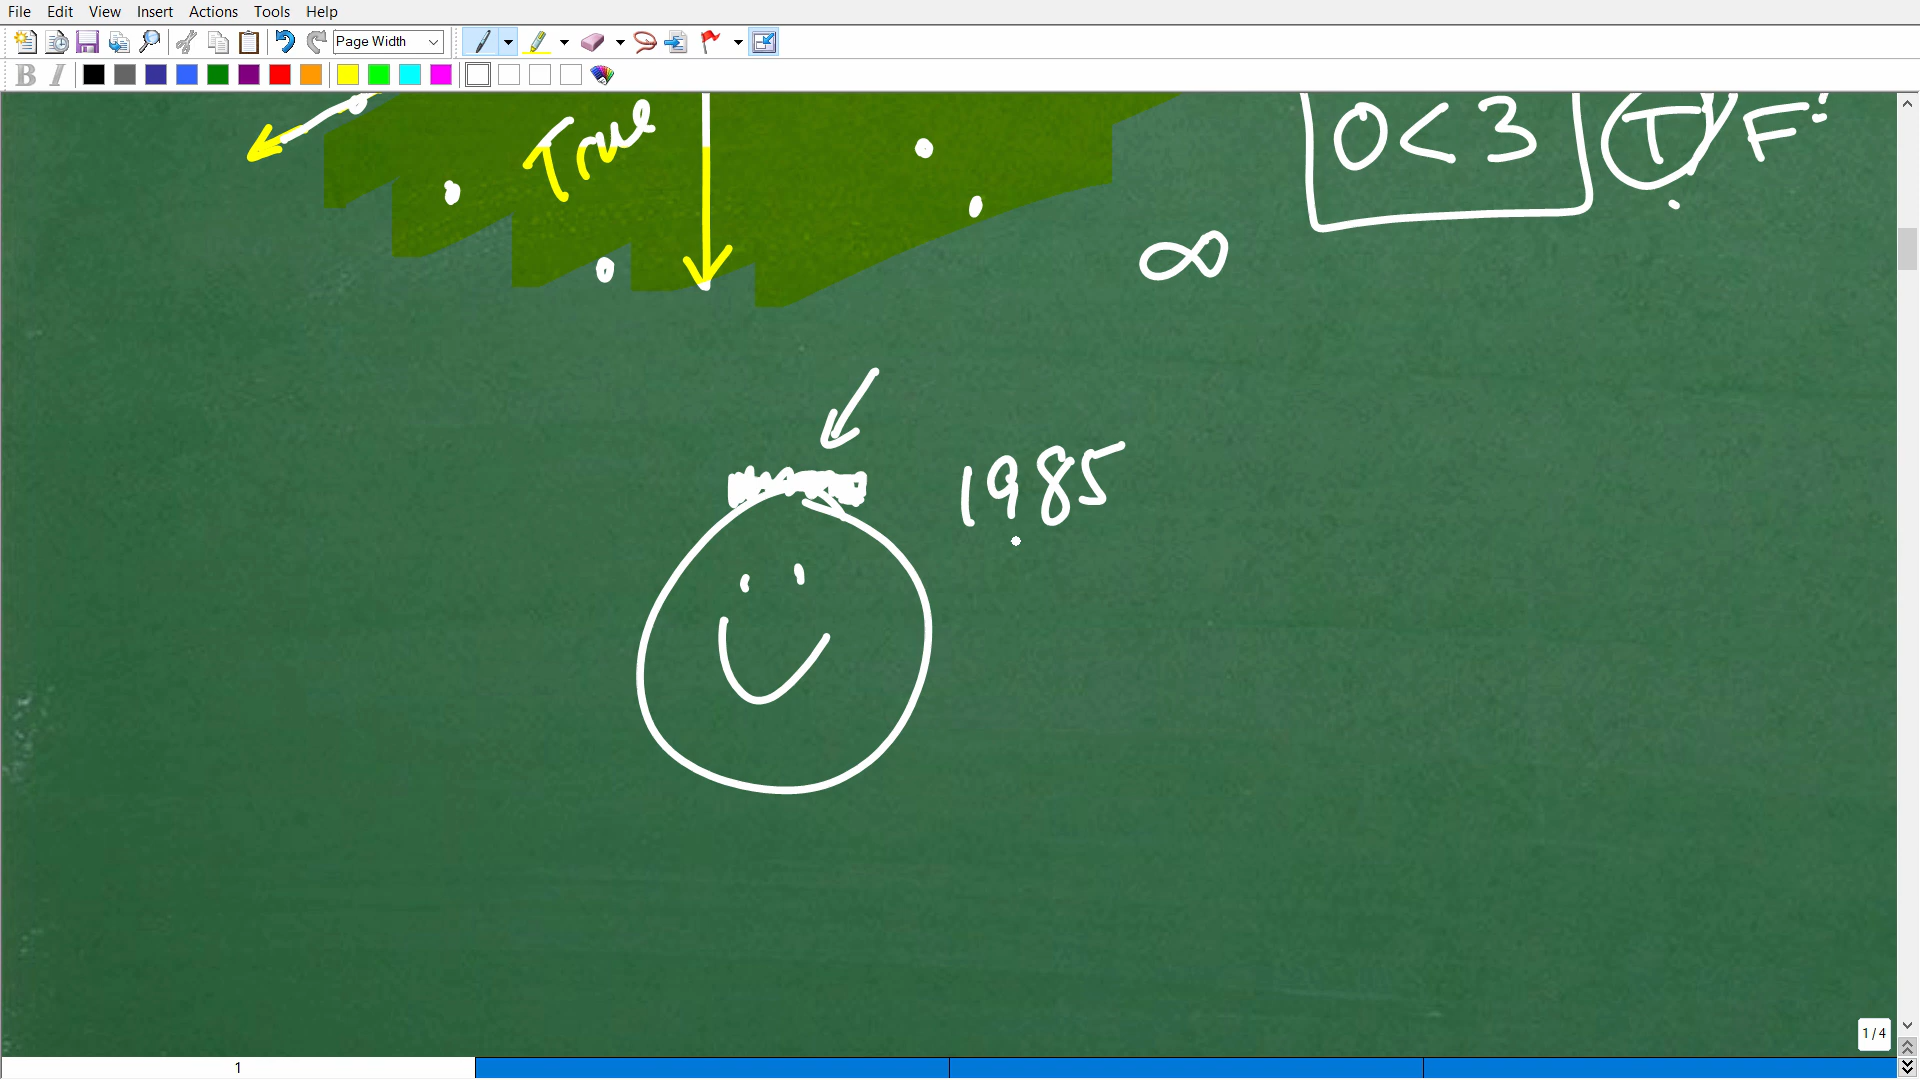 File Edit View Insert Actions Tools Help
Page Width
B I
True
0<3 T F?
∞
1985
1 / 4
1